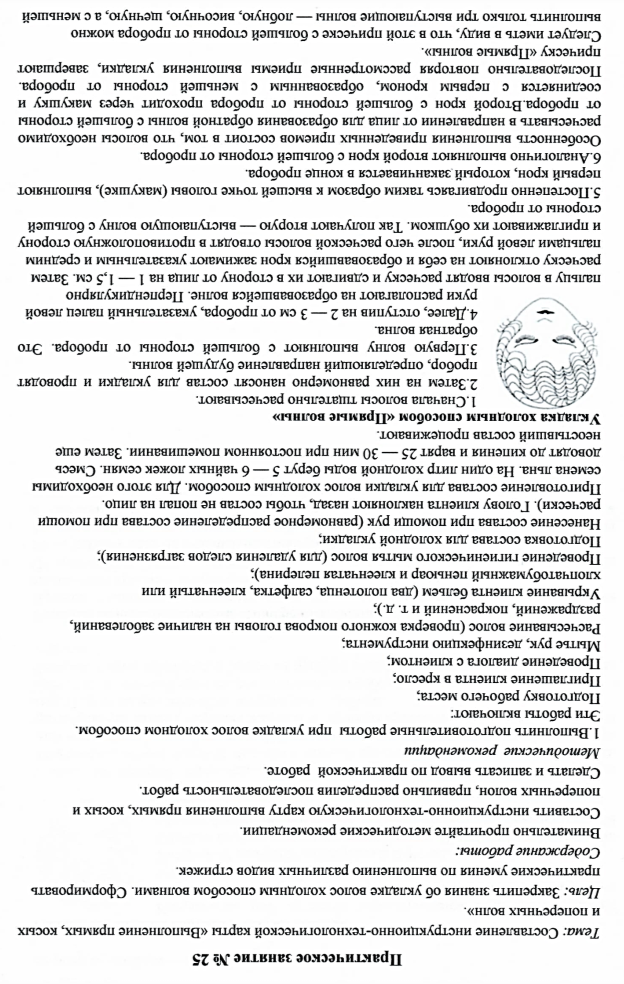 Практическое занятие № 25
Тема: Составление инструкционно-технологической карты «Выполнение прямых, косых
и поперечных волн».
Цель: Закрепить знания об укладке волос холодным способом волнами. Сформировать
практические умения по выполнению различных видов стрижек.
Содержание работы:
Внимательно прочитайте методические рекомендации.
Составить инструкционно-технологическую карту выполнения прямых, косых и
поперечных волон, правильно распределив последовательность работ.
Сделать и записать вывод по практической работе.
Методические рекомендации
1.Выполнить подготовительные работы при укладке волос холодном способом.
Эти работы включают:
Подготовку рабочего места;
Приглашение клиента в кресло;
Проведение диалога с клиентом;
Мытье рук, дезинфекцию инструмента;
Расчесывание волос (проверка кожного покрова головы на наличие заболеваний,
раздражений, покраснений и т. д.);
Укрывание клиента бельем (два полотенца, салфетка, клеенчатый или
хлопчатобумажный пеньюар и клеенчатая пелерина);
Проведение гигиенического мытья волос (для удаления следов загрязнения);
Подготовка состава для холодной укладки;
Нанесение состава при помощи рук (равномерное распределение состава при помощи
расчески). Голову клиента наклоняют назад, чтобы состав не попал на лицо.
Приготовление состава для укладки волос холодным способом. Для этого необходимы
семена льна. На один литр холодной воды берут 5 — 6 чайных ложек семян. Смесь
доводят до кипения и варят 25 — 30 мин при постоянном помешивании. Затем еще
неостывший состав процеживают.
Укладка холодным способом «Прямые волны»
1.Сначала волосы тщательно расчесывают.
2.Затем на них равномерно наносят состав для укладки и проводят
пробор, определяющий направление будущей волны.
3.Первую волну выполняют с большей стороны от пробора. Это
обратная волна.
4.Далее, отступив на 2 — 3 см от пробора, указательный палец левой
руки располагают на образовавшейся волне. Перпендикулярно
пальцу в волосы вводят расческу и сдвигают их в сторону от лица на 1 — 1,5 см. Затем
расческу отклоняют на себя и образовавшийся крон зажимают указательным и средним
пальцами левой руки, после чего расческой волосы отводят в противоположную сторону
и приглаживают их обушком. Так получают вторую — выступающую волну с большей
стороны от пробора.
5.Постепенно продвигаясь таким образом к высшей точке головы (макушке), выполняют
первый крон, который заканчивается в конце пробора.
6.Аналогично выполняют второй крон с большей стороны от пробора.
Особенность выполнения приведенных приемов состоит в том, что волосы необходимо
расчесывать в направлении от лица для образования обратной волны с большей стороны
от пробора.Второй крон с большей стороны от пробора проходит через макушку и
соединяется с первым кроном, образованным с меньшей стороны от пробора.
Последовательно повторяя рассмотренные приемы выполнения укладки, завершают
прическу «Прямые волны».
Следует иметь в виду, что в этой прическе с большей стороны от пробора можно
выполнить только три выступающие волны — лобную, височную, щечную, а с меньшей